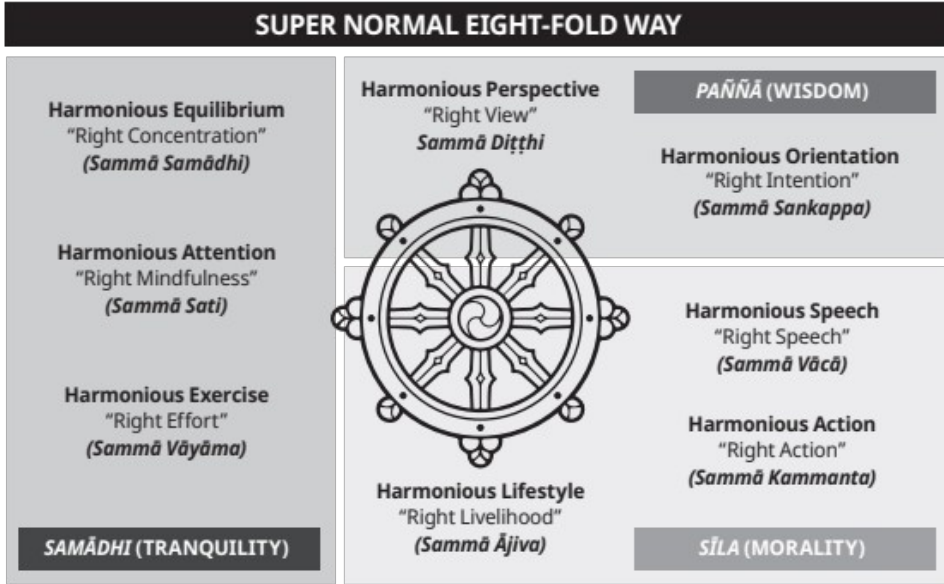 SUPER NORMAL EIGHT-FOLD WAY
Harmonious Equilibrium
“Right Concentration”
(Sammā Samādhi)
Harmonious Attention
“Right Mindfulness”
(Sammā Sati)
Harmonious Exercise
“Right Effort”
(Sammā Vāyāma)
SAMĀDHI (TRANQUILITY)
Harmonious Perspective
“Right View”
Sammā Diṭṭhi
PAÑÑĀ (WISDOM)
Harmonious Orientation
“Right Intention”
(Sammā Sankappa)
Harmonious Speech
“Right Speech”
(Sammā Vācā)
Harmonious Action
“Right Action”
(Sammā Kammanta)
Harmonious Lifestyle
“Right Livelihood”
(Sammā Ājiva)
SĪLA (MORALITY)